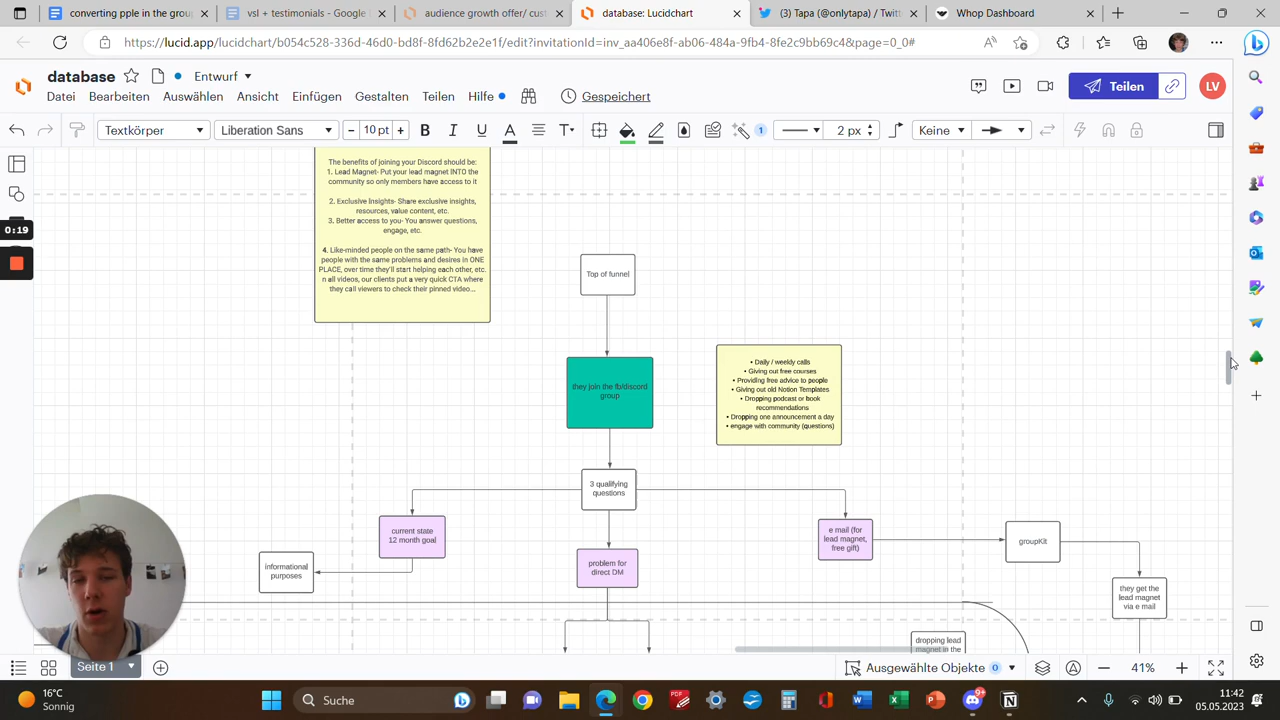 converting pple in the group
vsl + testimonials - Google
audience growth offer/ cust
database: Lucidchart
(3) Tapa (@onlytapa) / Twitt
Whop Dashboard
https://lucid.app/lucidchart/b054c528-336d-46d0-bd8f-8fd62b2e2e1f/edit?invitationId=inv_aa406e8f-ab06-484a-9fb4-8fe2c9bb69c4&page=0_0#
database
Entwurf
Datei Bearbeiten Auswählen Ansicht Einfügen Gestalten Teilen Hilfe Gespeichert
Teilen
LV
Textkörper Liberation Sans 10 pt B I U A T 1 2 px Keine
0:19
The benefits of joining your Discord should be:
1. Lead Magnet- Put your lead magnet INTO the
community so only members have access to it
2. Exclusive Insights- Share exclusive insights,
resources, value content, etc.
3. Better access to you- You answer questions,
engage, etc.
4. Like-minded people on the same path- You have
people with the same problems and desires in ONE
PLACE, over time they'll start helping each other, etc.
n all videos, our clients put a very quick CTA where
they call viewers to check their pinned video...
Top of funnel
they join the fb/discord
group
• Daily / weekly calls
• Giving out free courses
• Providing free advice to people
• Giving out old Notion Templates
• Dropping podcast or book
recommendations
• Dropping one announcement a day
• engage with community (questions)
3 qualifying
questions
current state
12 month goal
informational
purposes
problem for
direct DM
e mail (for
lead magnet,
free gift)
groupKit
they get the
lead magnet
via e mail
dropping lead
magnet in the
Seite 1
Ausgewählte Objekte 0
41%
16°C
Sonnig
Suche
11:42
05.05.2023